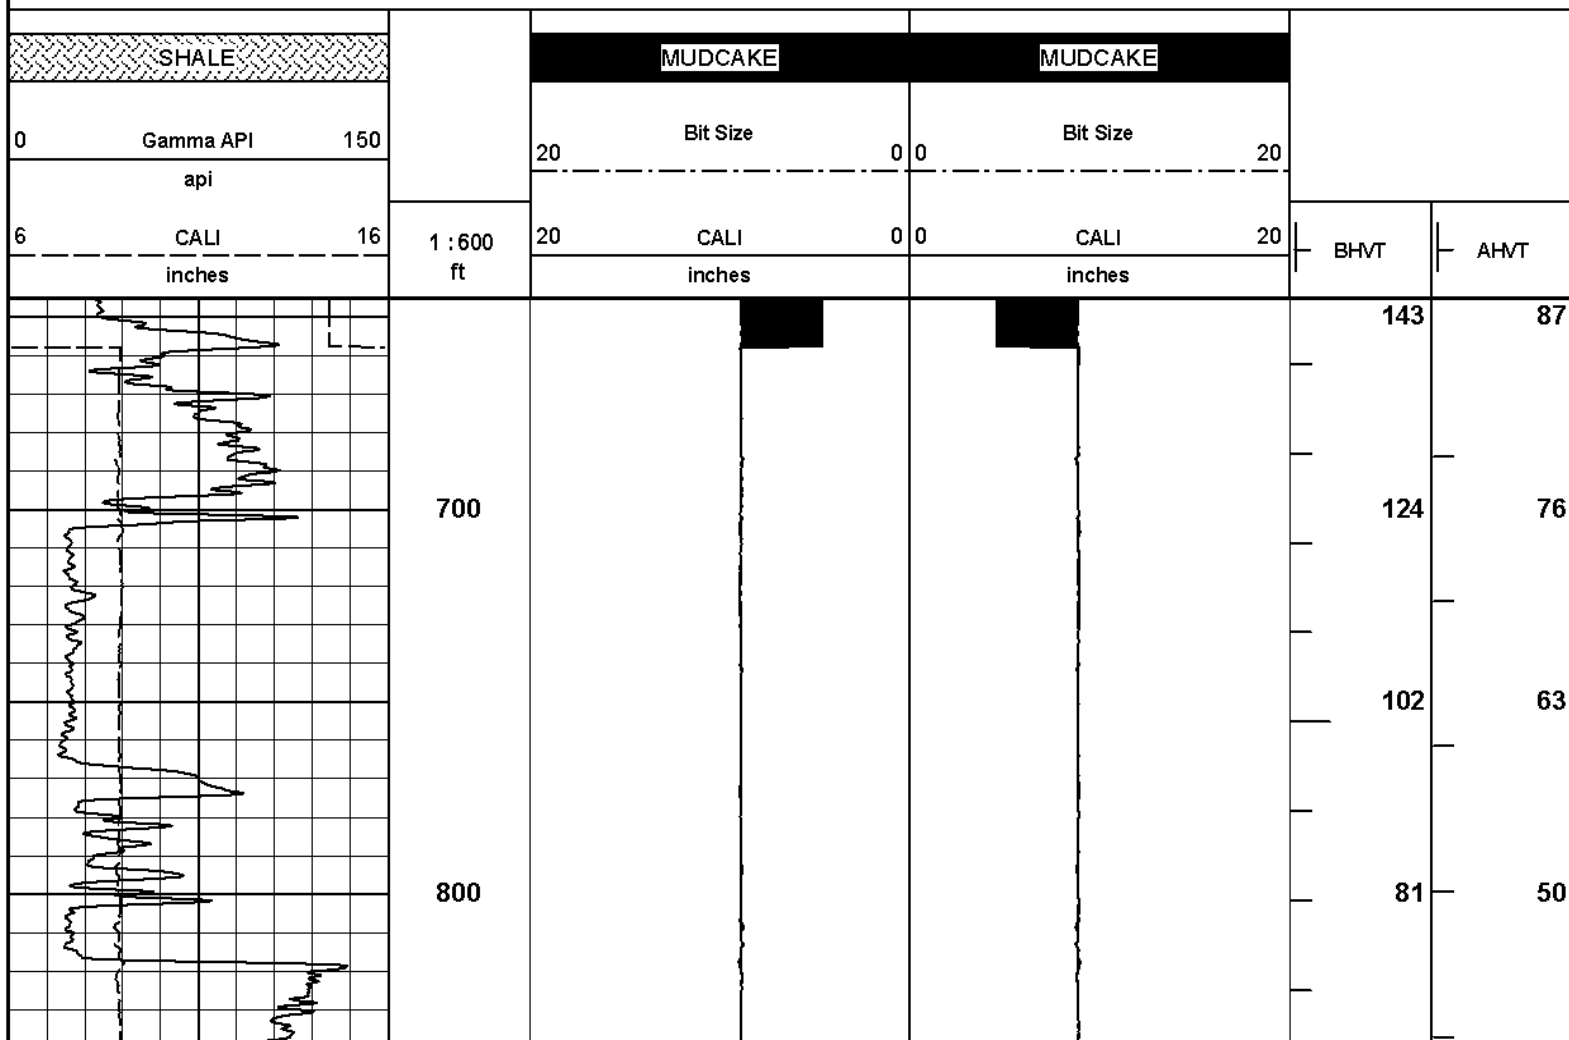 SHALE MUDCAKE MUDCAKE
0 Gamma API 150
Bit Size Bit Size
20 0 0 20
api
6 CALI 16 20 CALI 0 0 CALI 20
1 : 600
BHVT AHVT
inches ft inches inches
143 87
700 124 76
102 63
800 81 50